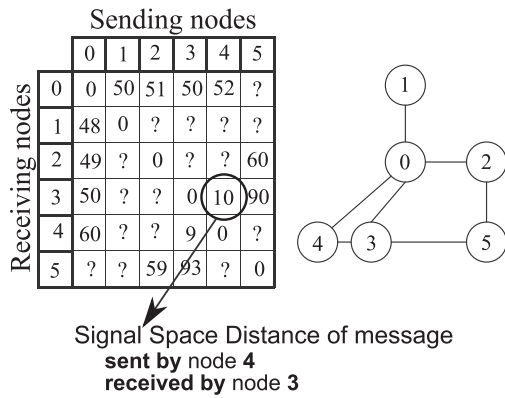 Sending nodes
0 1 2 3 4 5
Receiving nodes
0 0 50 51 50 52 ?
1 48 0 ? ? ? ?
2 49 ? 0 ? ? 60
3 50 ? ? 0 10 90
4 60 ? ? 9 0 ?
5 ? ? 59 93 ? 0
1
0 2
4 3 5
Signal Space Distance of message
sent by node 4
received by node 3